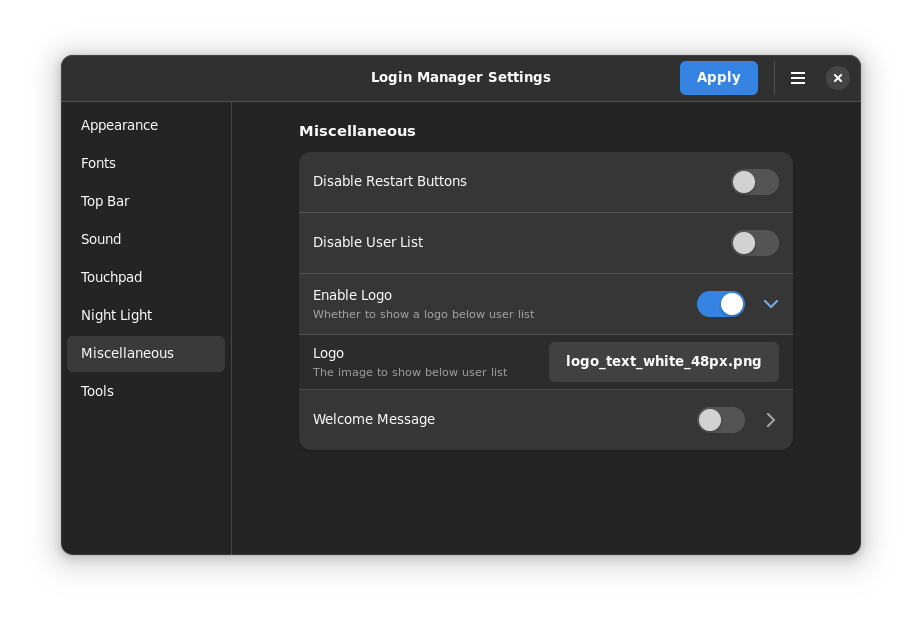 Login Manager Settings
Apply
Appearance
Fonts
Top Bar
Sound
Touchpad
Night Light
Miscellaneous
Tools
Miscellaneous
Disable Restart Buttons
Disable User List
Enable Logo
Whether to show a logo below user list
Logo
The image to show below user list
logo_text_white_48px.png
Welcome Message